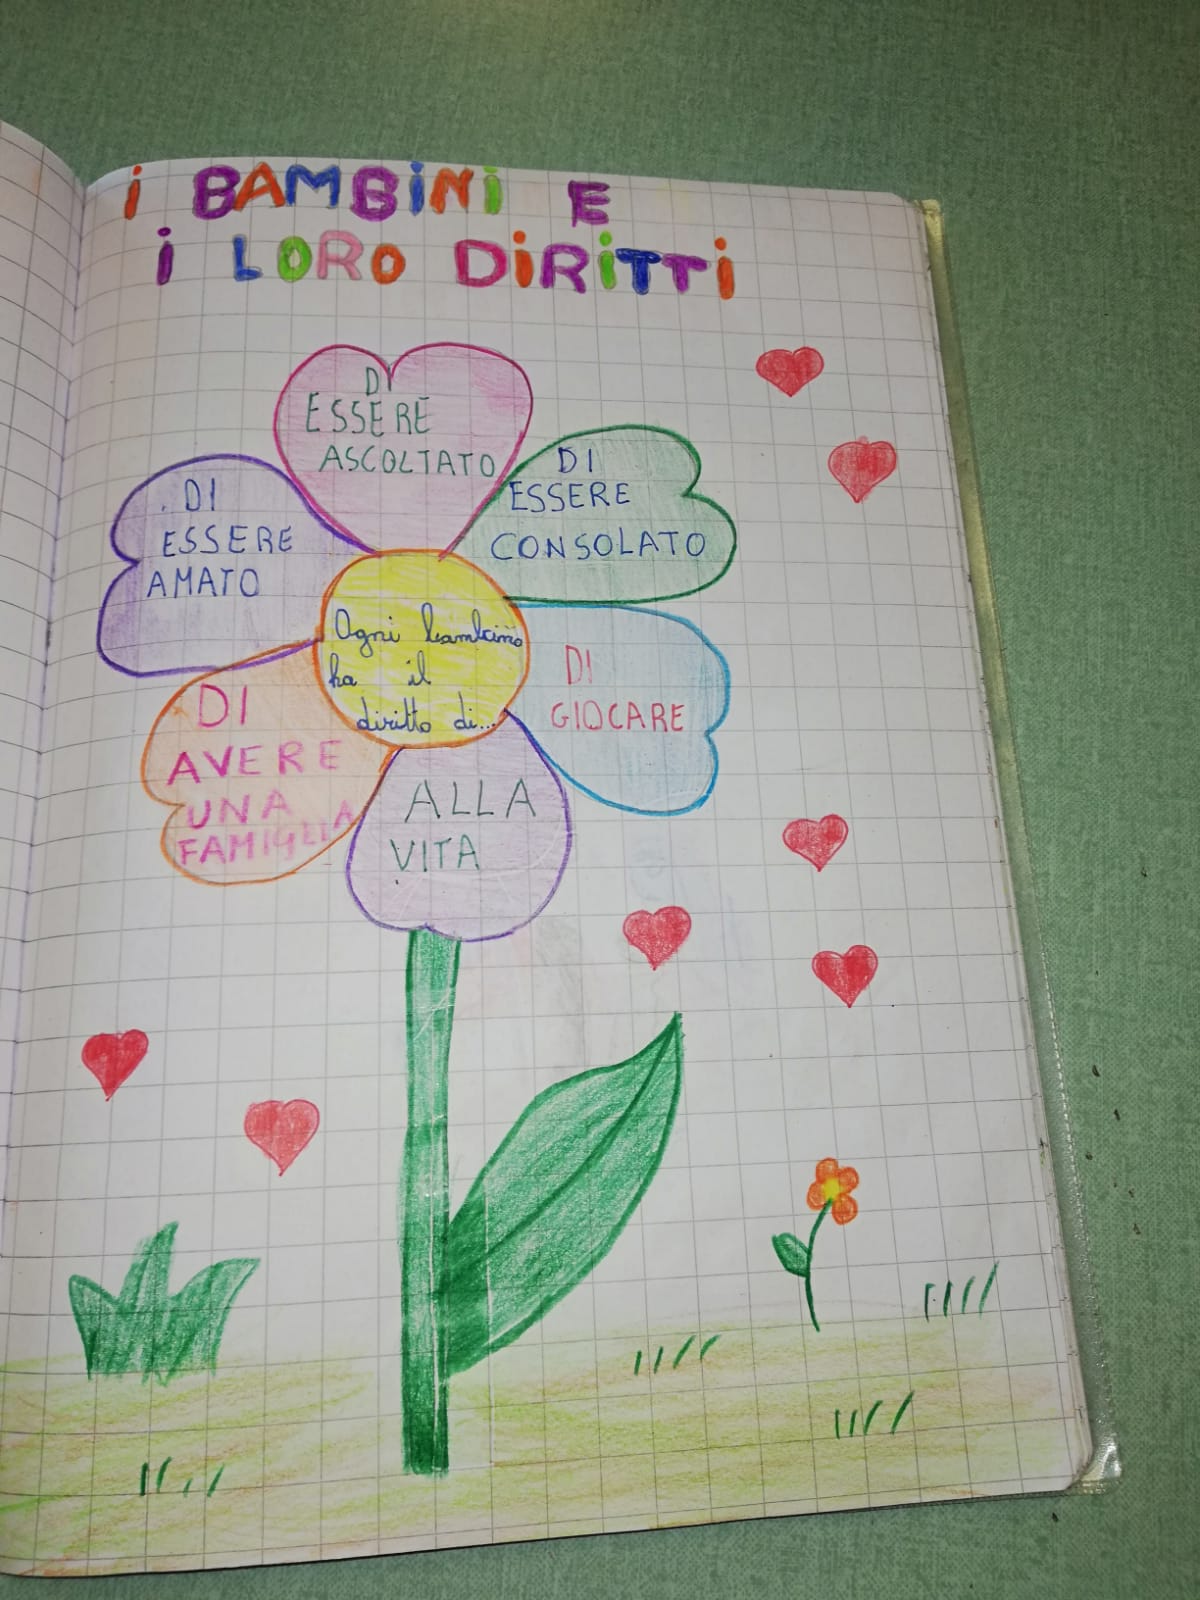 i BAMBiNi E
i LORO DiRiTTi
DI
ESSERE
ASCOLTATO
DI
ESSERE
CONSOLATO
DI
ESSERE
AMATO
Ogni bambino
ha il
diritto di...
DI
GIOCARE
DI
AVERE
UNA
FAMIGLIA
ALLA
VITA